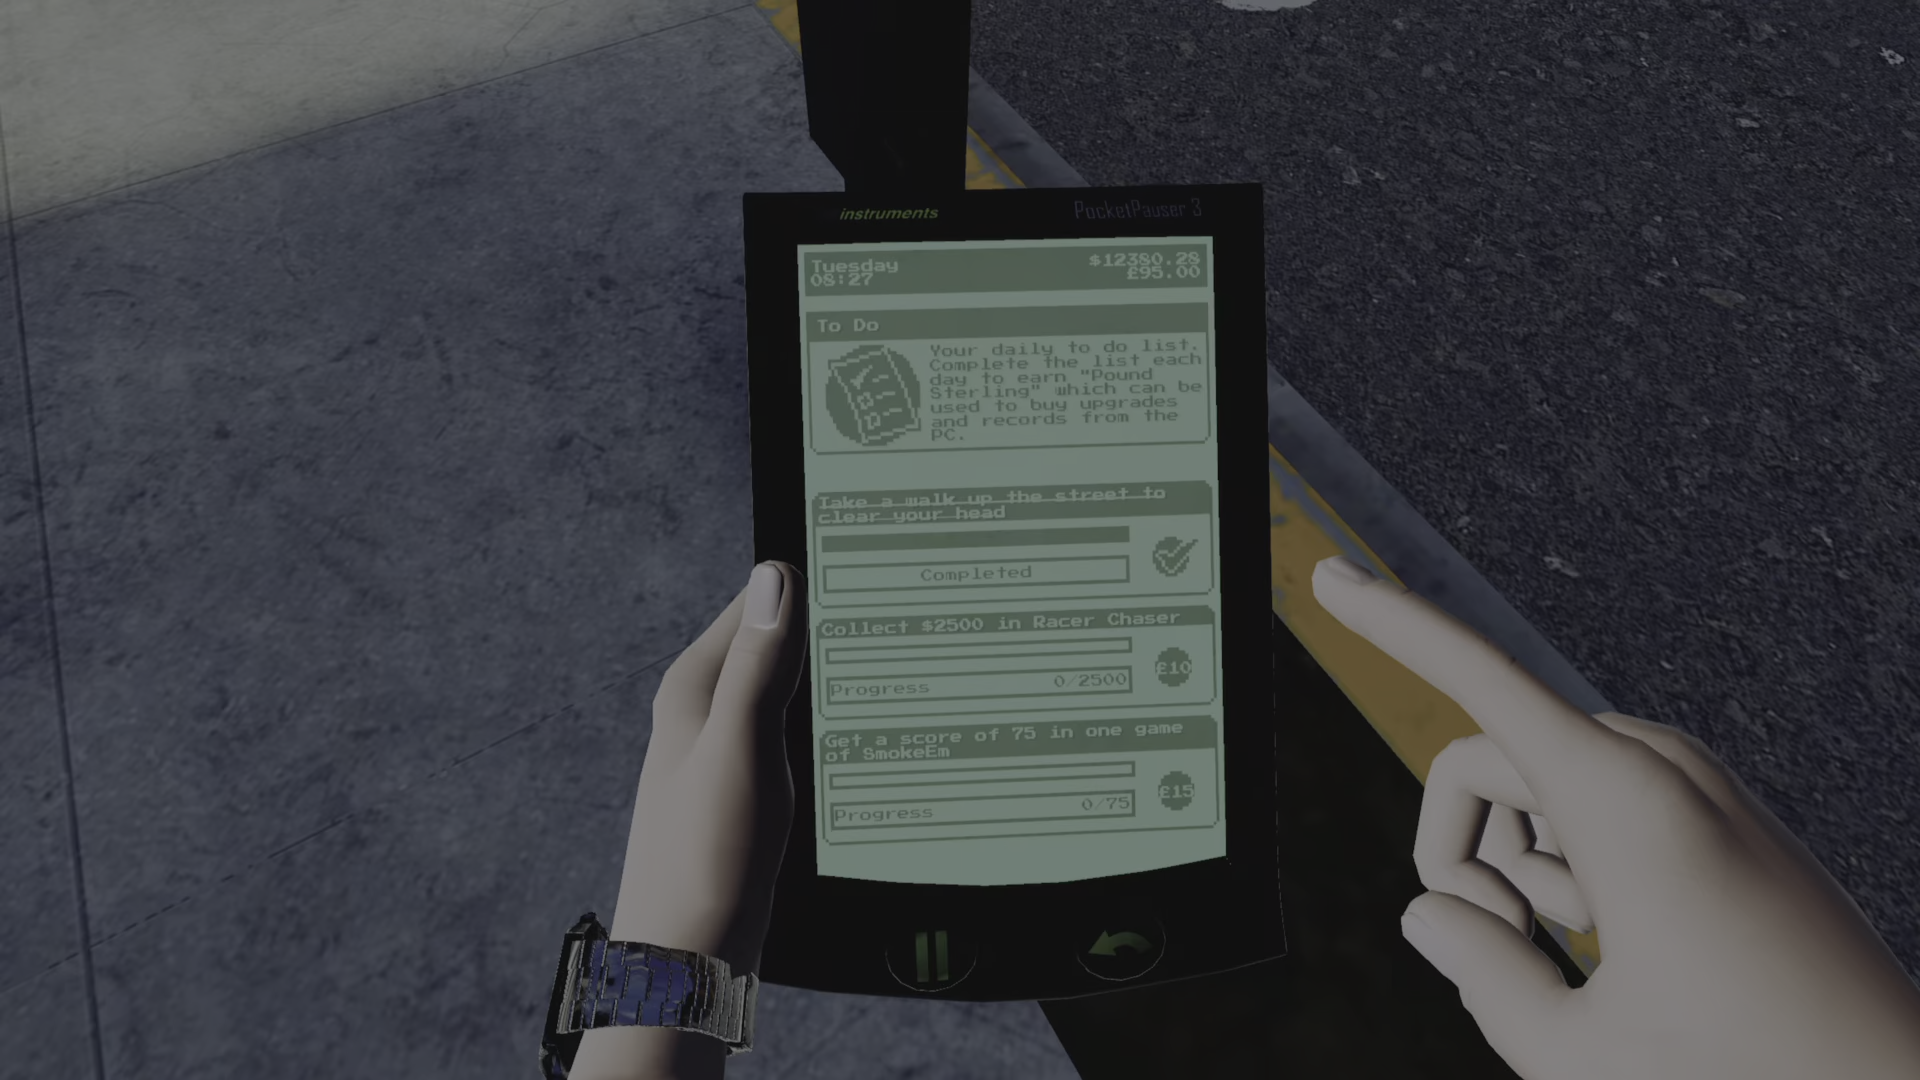 instruments
PocketPauser 3
Tuesday
08:27
$12380.28
£95.00
To Do
Your daily to do list.
Complete the list each
day to earn "Pound
Sterling" which can be
used to buy upgrades
and records from the
PC.
Take a walk up the street to
clear your head
Completed
Collect $2500 in Racer Chaser
Progress 0/2500
£10
Get a score of 75 in one game
of SmokeEm
Progress 0/75
£15